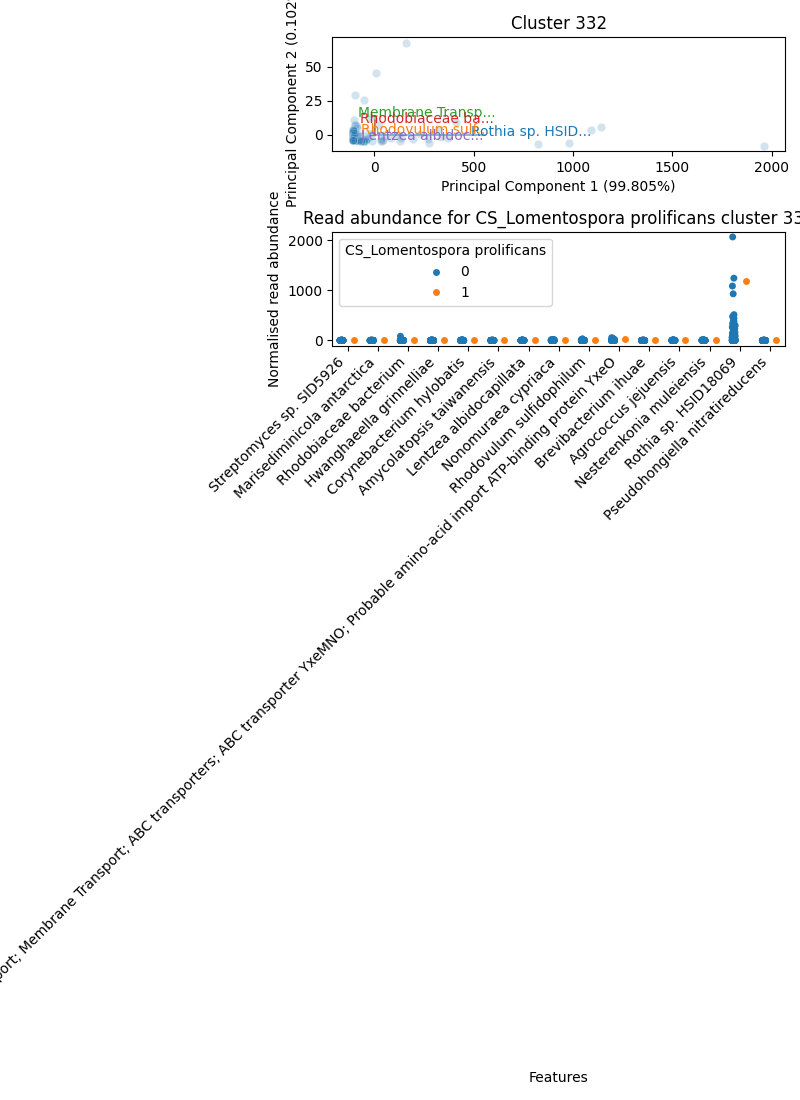 Cluster 332
Principal Component 2 (0.102
50
25
0
Membrane Transp...
Rhodobiaceae ba...
Rhodovulum sulf...
Rothia sp. HSID...
Lentzea albidoc...
0
500
1000
1500
2000
Principal Component 1 (99.805%)
Read abundance for CS_Lomentospora prolificans cluster 33
Normalised read abundance
2000
1000
0
CS_Lomentospora prolificans
0
1
Streptomyces sp. SID5926
Marisediminicola antarctica
Rhodobiaceae bacterium
Hwanghaeella grinnelliae
Corynebacterium hylobatis
Amycolatopsis taiwanensis
Lentzea albidocapillata
Nonomuraea cypriaca
Rhodovulum sulfidophilum
port; Membrane Transport; ABC transporters; ABC transporter YxeMNO; Probable amino-acid import ATP-binding protein YxeO
Brevibacterium ihuae
Agrococcus jejuensis
Nesterenkonia muleiensis
Rothia sp. HSID18069
Pseudohongiella nitratireducens
Features